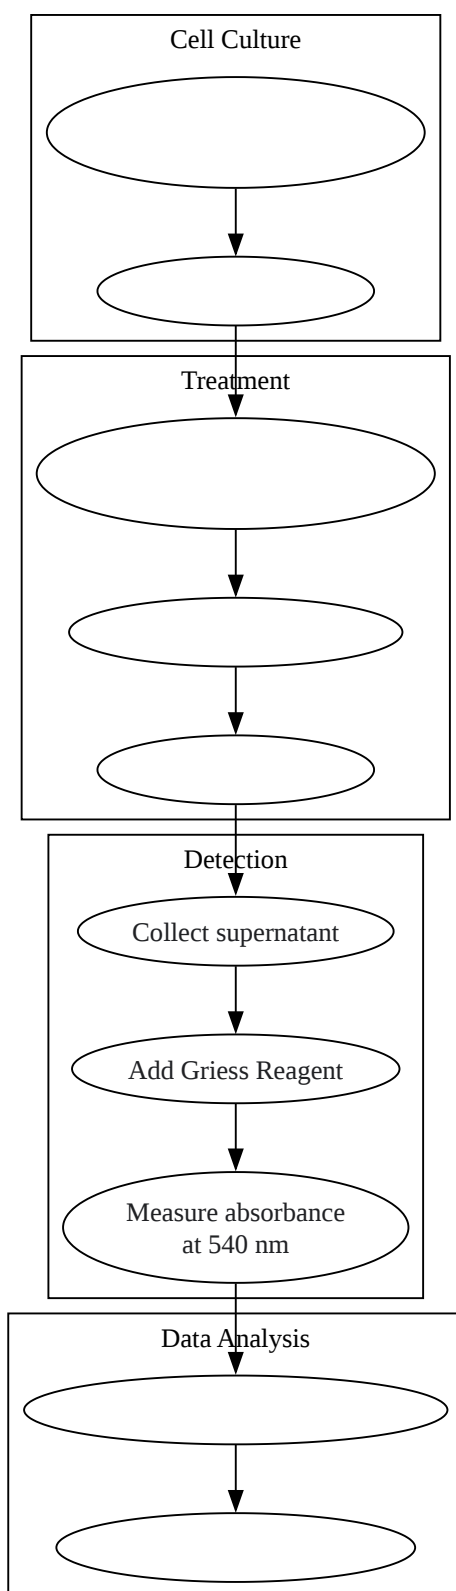 Cell Culture
Treatment
Detection
Collect supernatant
Add Griess Reagent
Measure absorbance
at 540 nm
Data Analysis